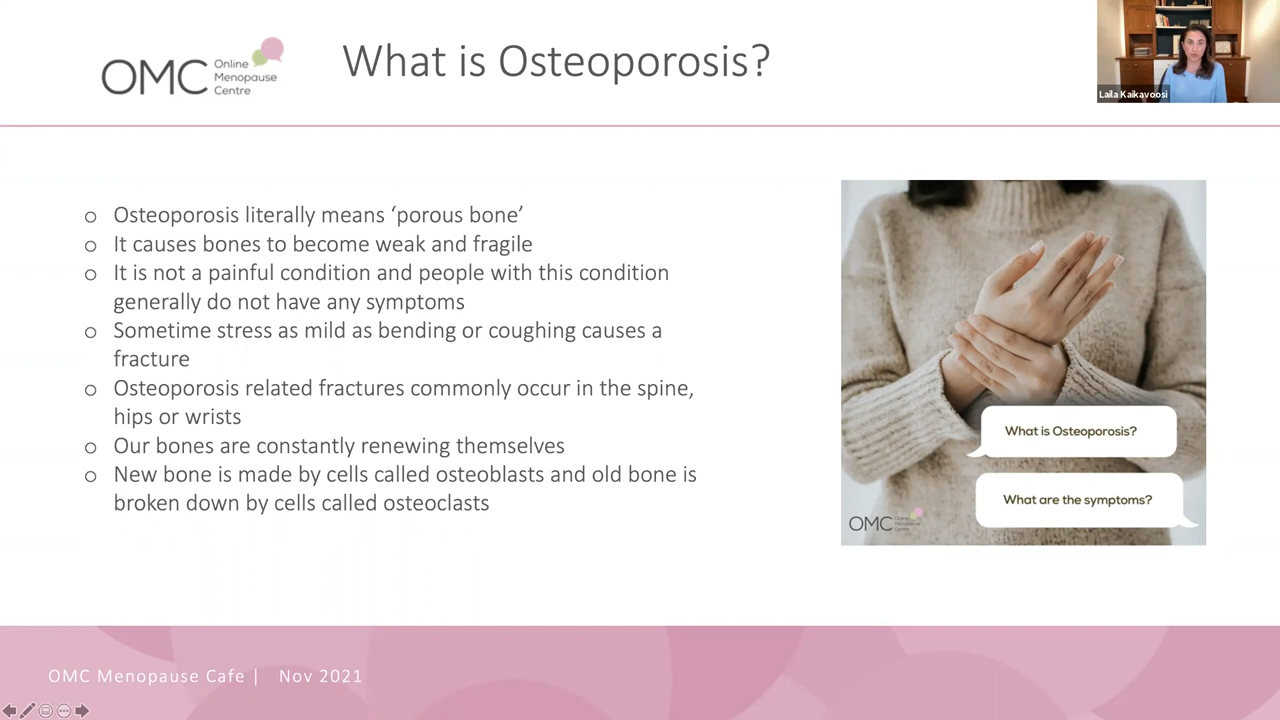 OMC Online
Menopause
Centre
What is Osteoporosis?
Laila Kaikavoosi
o Osteoporosis literally means ‘porous bone’
o It causes bones to become weak and fragile
o It is not a painful condition and people with this condition
generally do not have any symptoms
o Sometime stress as mild as bending or coughing causes a
fracture
o Osteoporosis related fractures commonly occur in the spine,
hips or wrists
o Our bones are constantly renewing themselves
o New bone is made by cells called osteoblasts and old bone is
broken down by cells called osteoclasts
What is Osteoporosis?
What are the symptoms?
OMC Online
Menopause
Centre
OMC Menopause Cafe | Nov 2021